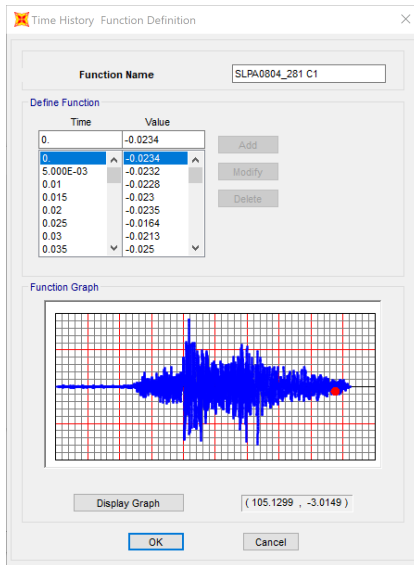 Time History Function Definition
Function Name
SLPA0804_281 C1
Define Function
Time Value
0. -0.0234
Add
0. -0.0234
5.000E-03 -0.0232
Modify
0.01 -0.0228
0.015 -0.023
Delete
0.02 -0.0235
0.025 -0.0164
0.03 -0.0213
0.035 -0.025
Function Graph
Display Graph
( 105.1299 , -3.0149 )
OK
Cancel